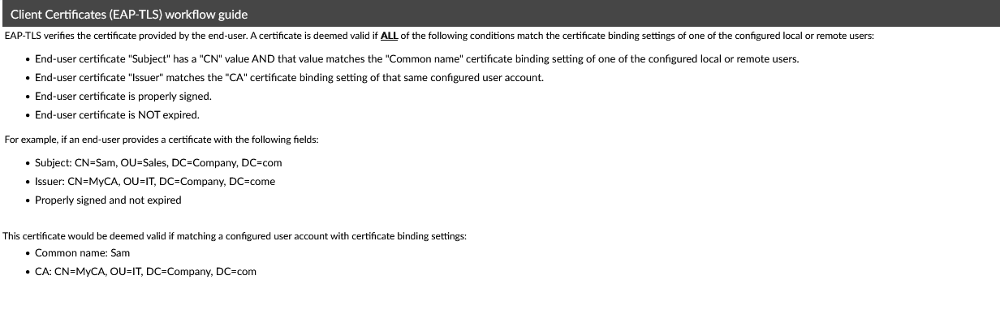 Client Certificates (EAP-TLS) workflow guide
EAP-TLS verifies the certificate provided by the end-user. A certificate is deemed valid if ALL of the following conditions match the certificate binding settings of one of the configured local or remote users:
• End-user certificate "Subject" has a "CN" value AND that value matches the "Common name" certificate binding setting of one of the configured local or remote users.
• End-user certificate "Issuer" matches the "CA" certificate binding setting of that same configured user account.
• End-user certificate is properly signed.
• End-user certificate is NOT expired.
For example, if an end-user provides a certificate with the following fields:
• Subject: CN=Sam, OU=Sales, DC=Company, DC=com
• Issuer: CN=MyCA, OU=IT, DC=Company, DC=come
• Properly signed and not expired
This certificate would be deemed valid if matching a configured user account with certificate binding settings:
• Common name: Sam
• CA: CN=MyCA, OU=IT, DC=Company, DC=com